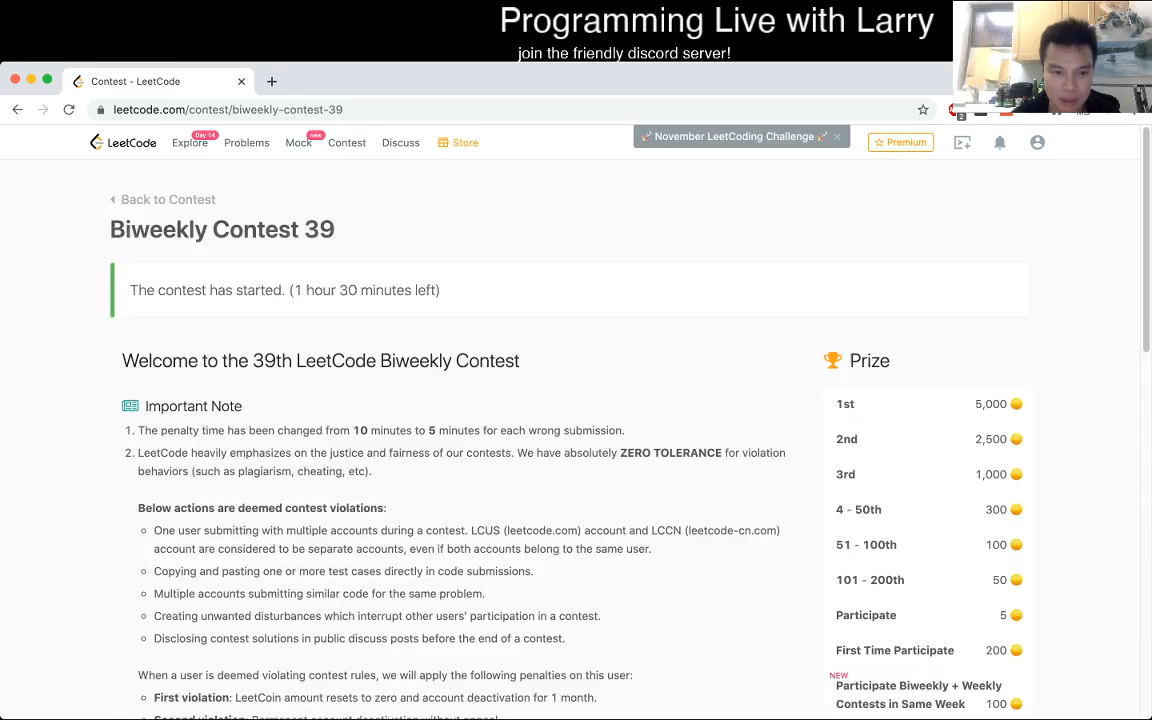 Programming Live with Larry
join the friendly discord server!
Contest - LeetCode
leetcode.com/contest/biweekly-contest-39
2
LeetCode
Explore
Day 14
Problems
Mock
new
Contest
Discuss
Store
November LeetCoding Challenge
Premium
Back to Contest
Biweekly Contest 39
The contest has started. (1 hour 30 minutes left)
Welcome to the 39th LeetCode Biweekly Contest
Important Note
1. The penalty time has been changed from 10 minutes to 5 minutes for each wrong submission.
2. LeetCode heavily emphasizes on the justice and fairness of our contests. We have absolutely ZERO TOLERANCE for violation
behaviors (such as plagiarism, cheating, etc).
Below actions are deemed contest violations:
One user submitting with multiple accounts during a contest. LCUS (leetcode.com) account and LCCN (leetcode-cn.com)
account are considered to be separate accounts, even if both accounts belong to the same user.
Copying and pasting one or more test cases directly in code submissions.
Multiple accounts submitting similar code for the same problem.
Creating unwanted disturbances which interrupt other users' participation in a contest.
Disclosing contest solutions in public discuss posts before the end of a contest.
When a user is deemed violating contest rules, we will apply the following penalties on this user:
First violation: LeetCoin amount resets to zero and account deactivation for 1 month.
Second violation: Permanent account deactivation without appeal.
Prize
1st 5,000
2nd 2,500
3rd 1,000
4 - 50th 300
51 - 100th 100
101 - 200th 50
Participate 5
First Time Participate 200
NEW
Participate Biweekly + Weekly
Contests in Same Week 100